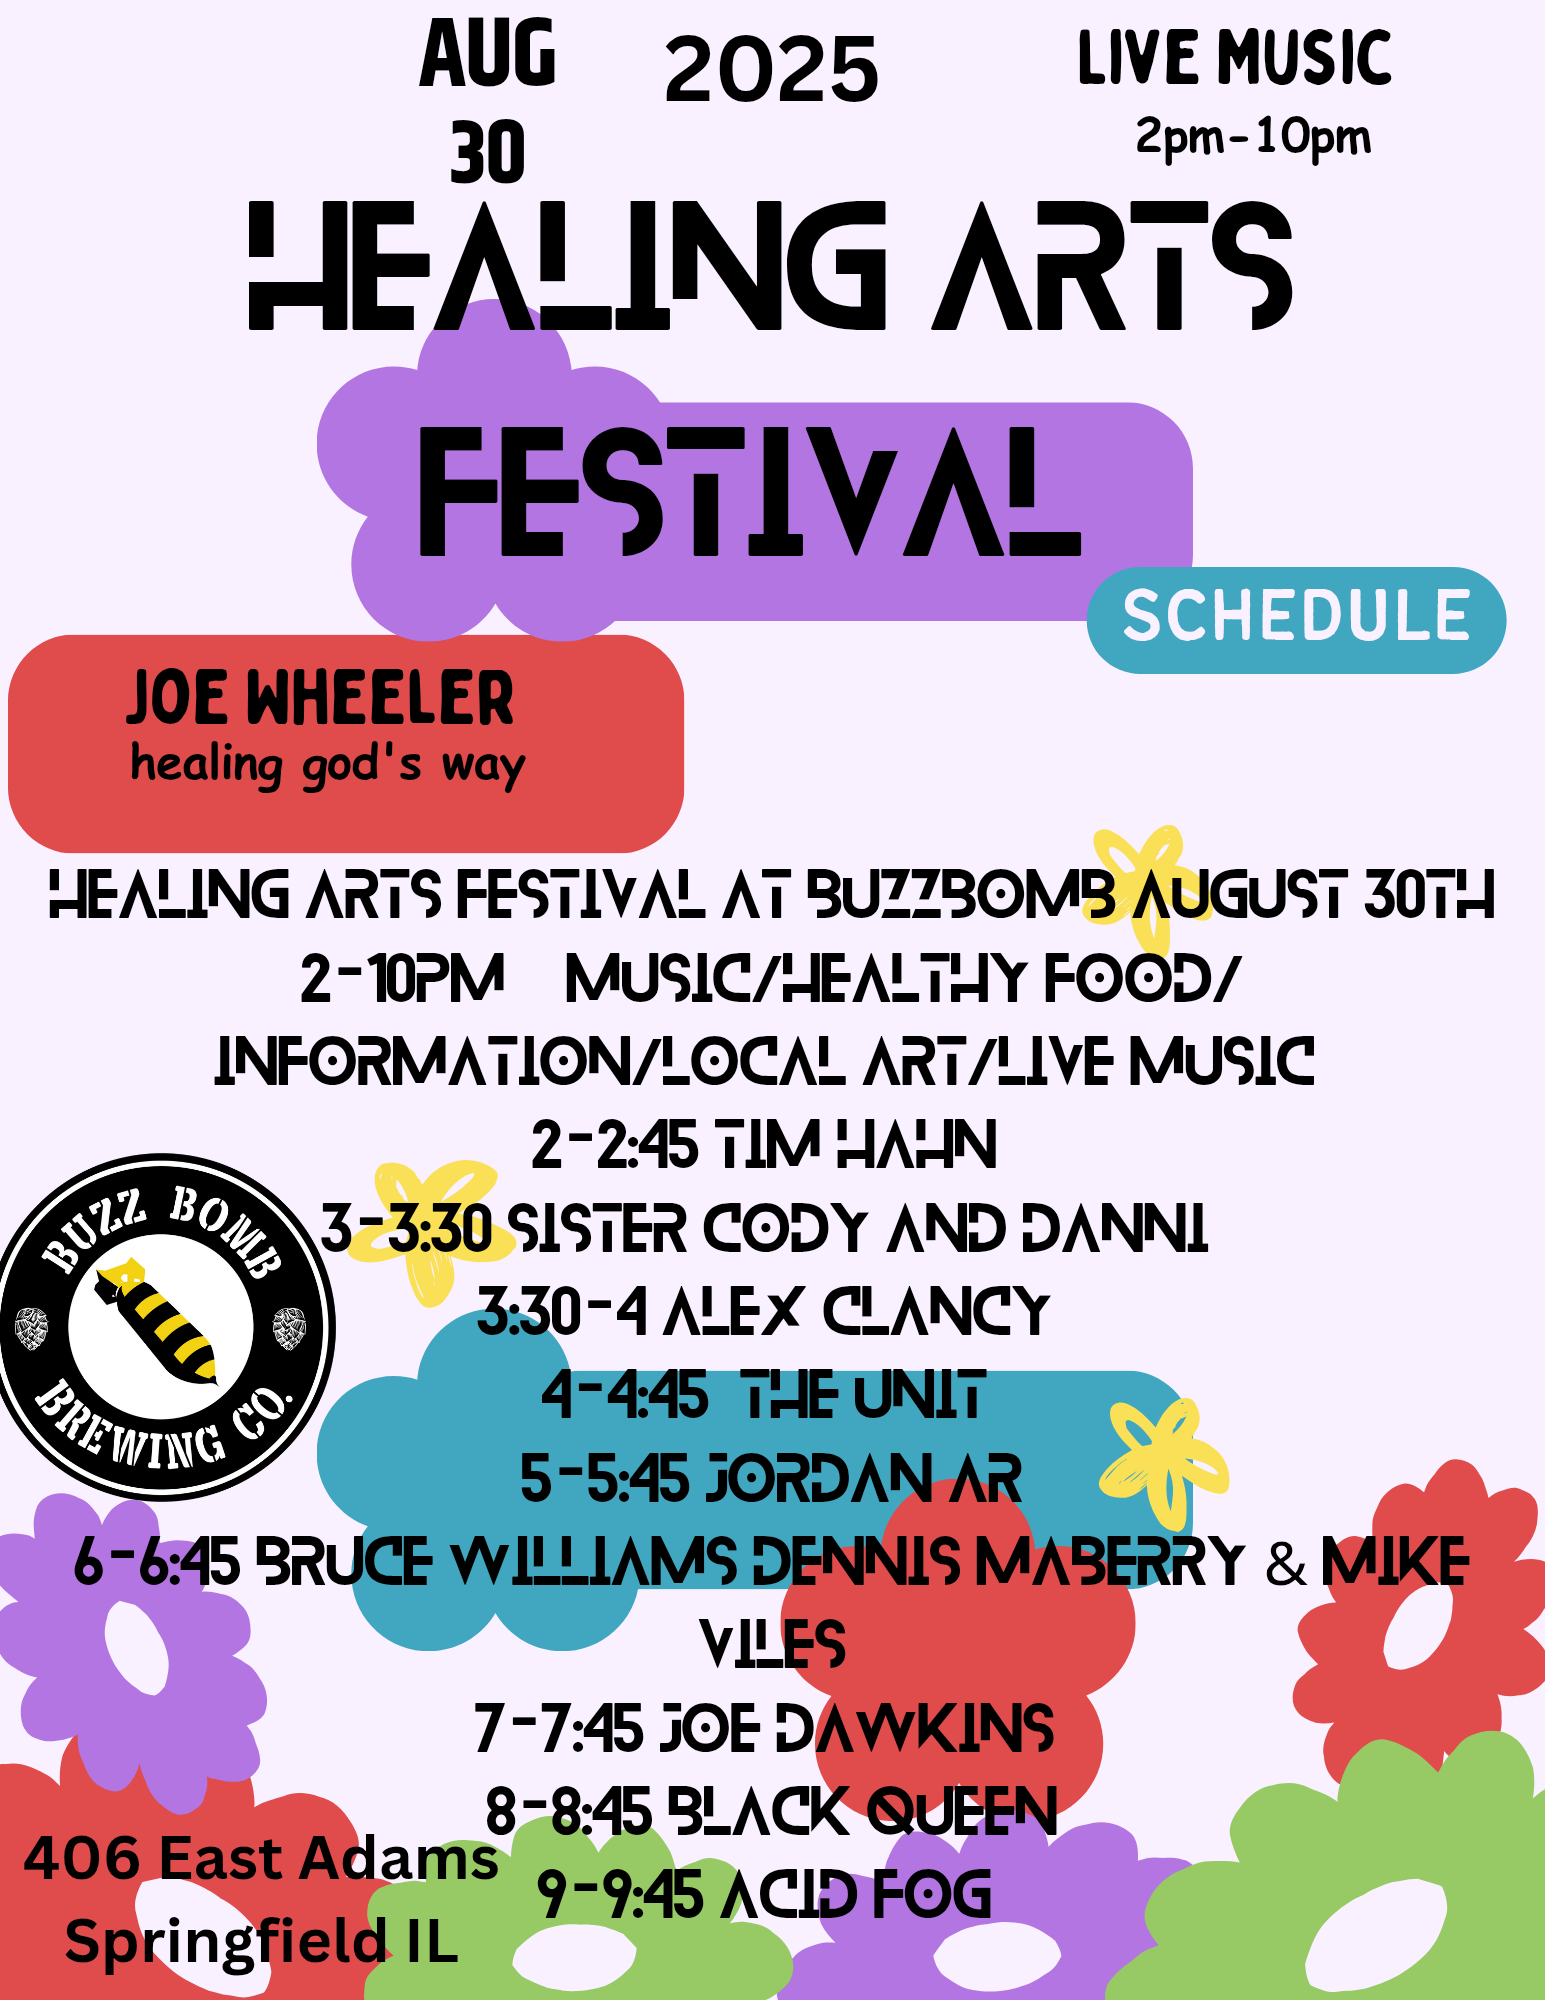 AUG
30
2025
LIVE MUSIC
2pm-10pm
HEALING ARTS
FESTIVAL
SCHEDULE
JOE WHEELER
healing god's way
HEALING ARTS FESTIVAL AT BUZZBOMB AUGUST 30TH
2-10PM MUSIC/HEALTHY FOOD/
INFORMATION/LOCAL ART/LIVE MUSIC
2-2:45 TIM HAHN
3-3:30 SISTER CODY AND DANNI
3:30-4 ALEX CLANCY
4-4:45 THE UNIT
5-5:45 JORDAN AR
6-6:45 BRUCE WILLIAMS DENNIS MABERRY & MIKE
VILES
7-7:45 JOE DAWKINS
8-8:45 BLACK QUEEN
9-9:45 ACID FOG
BUZZ BOMB
BREWING CO.
406 East Adams
Springfield IL